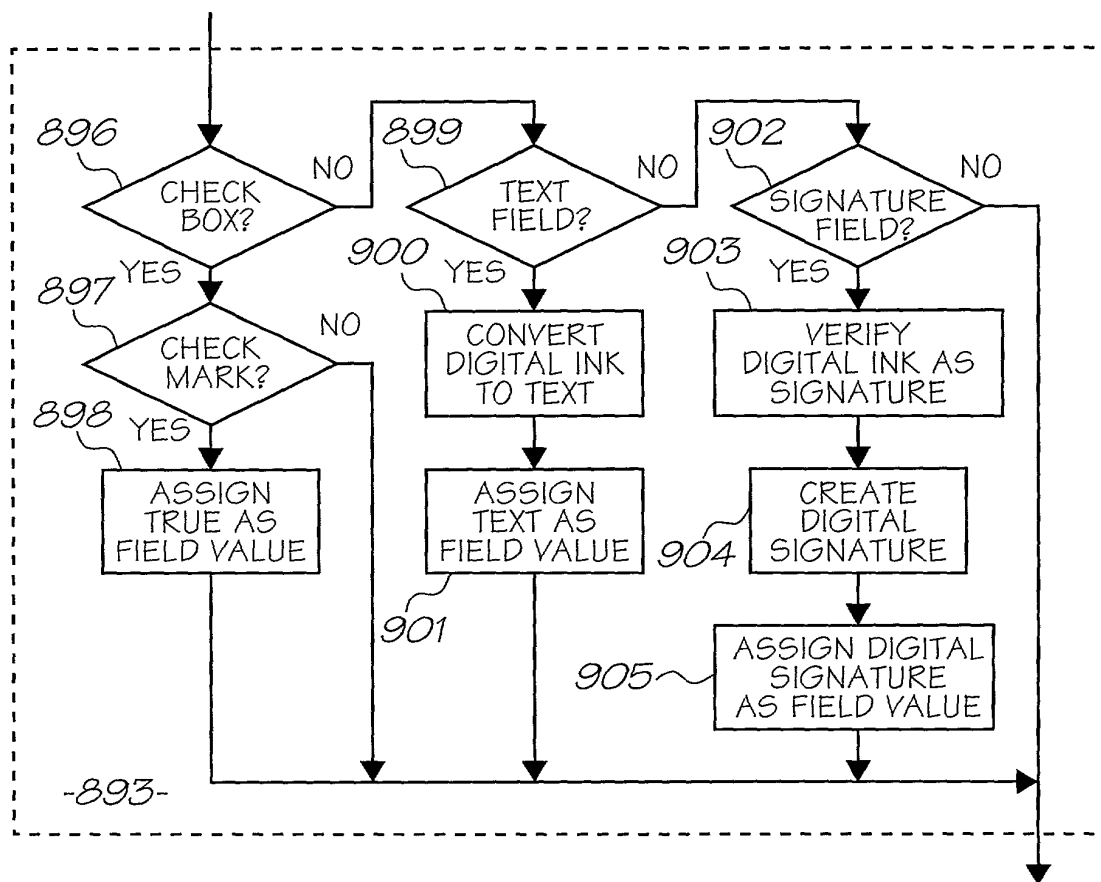 896
CHECK
BOX?
NO
YES
899
TEXT
FIELD?
NO
YES
902
SIGNATURE
FIELD?
NO
YES
897
CHECK
MARK?
NO
YES
900
CONVERT
DIGITAL INK
TO TEXT
903
VERIFY
DIGITAL INK AS
SIGNATURE
898
ASSIGN
TRUE AS
FIELD VALUE
ASSIGN
TEXT AS
FIELD VALUE
901
CREATE
DIGITAL
SIGNATURE
904
ASSIGN DIGITAL
SIGNATURE
AS FIELD VALUE
905
-893-